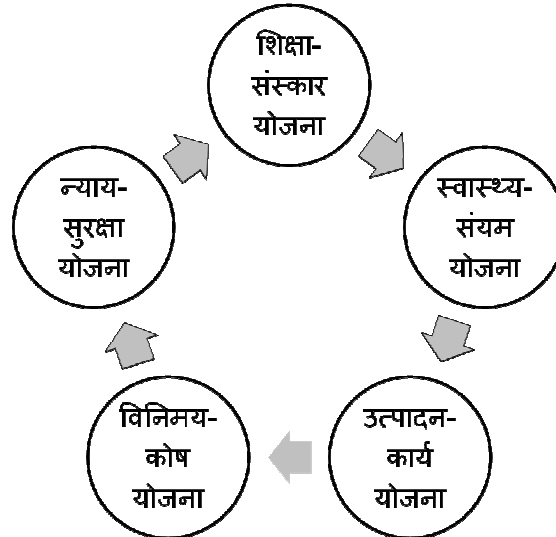 शिक्षा-
संस्कार
योजना
स्वास्थ्य-
संयम
योजना
उत्पादन-
कार्य
योजना
विनिमय-
कोष
योजना
न्याय-
सुरक्षा
योजना